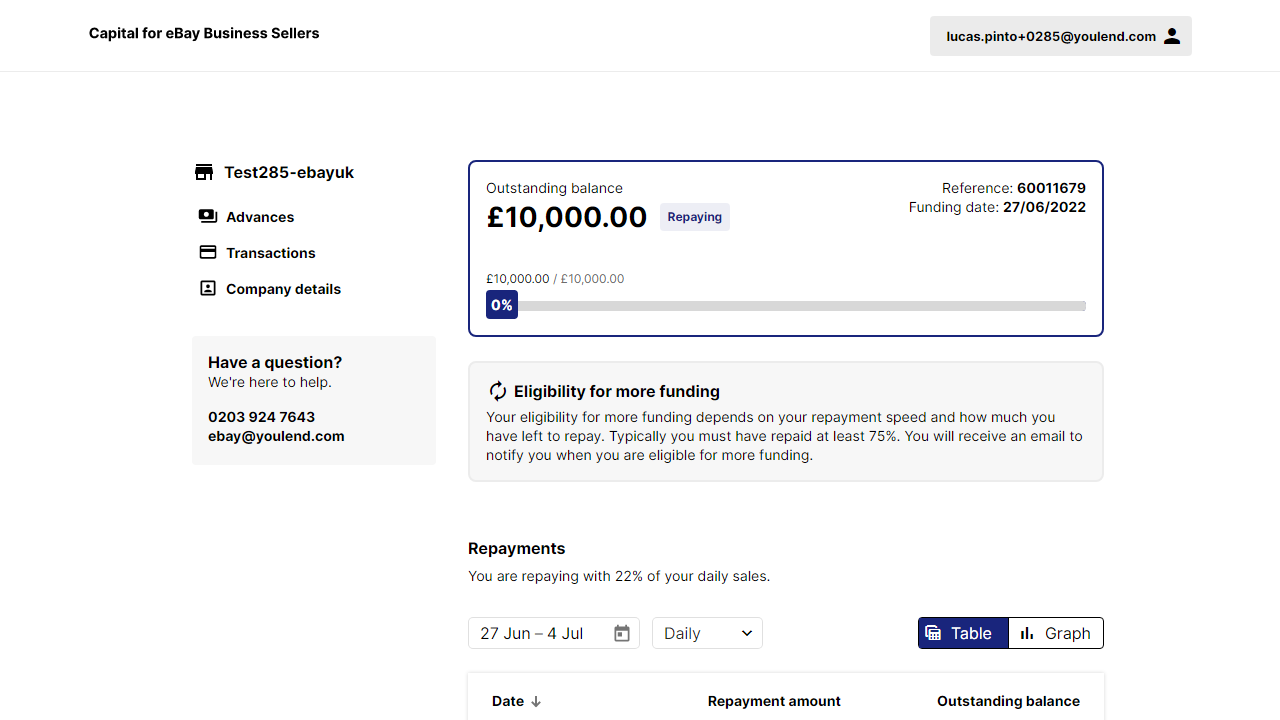 Capital for eBay Business Sellers
lucas.pinto+0285@youlend.com
Test285-ebayuk
Advances
Transactions
Company details
Have a question?
We're here to help.
0203 924 7643
ebay@youlend.com
Outstanding balance
£10,000.00 Repaying
Reference: 60011679
Funding date: 27/06/2022
£10,000.00 / £10,000.00
0%
Eligibility for more funding
Your eligibility for more funding depends on your repayment speed and how much you
have left to repay. Typically you must have repaid at least 75%. You will receive an email to
notify you when you are eligible for more funding.
Repayments
You are repaying with 22% of your daily sales.
27 Jun – 4 Jul
Daily
Table
Graph
Date
Repayment amount
Outstanding balance